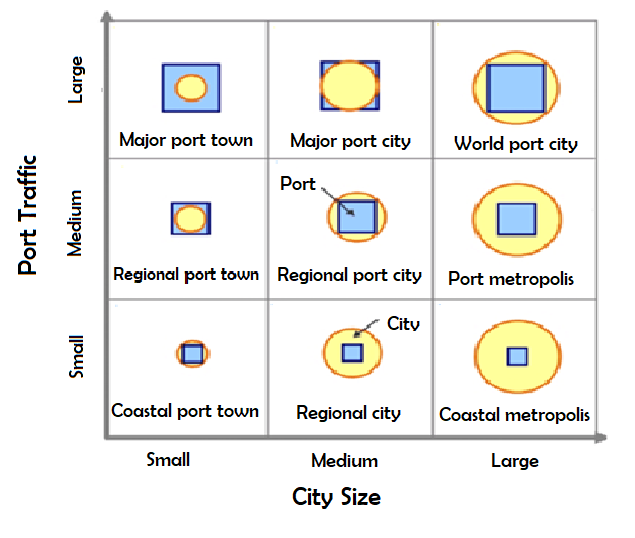 Port Traffic
Large
Major port town
Major port city
World port city
Medium
Port
Regional port town
Regional port city
Port metropolis
Small
City
Coastal port town
Regional city
Coastal metropolis
Small
Medium
Large
City Size